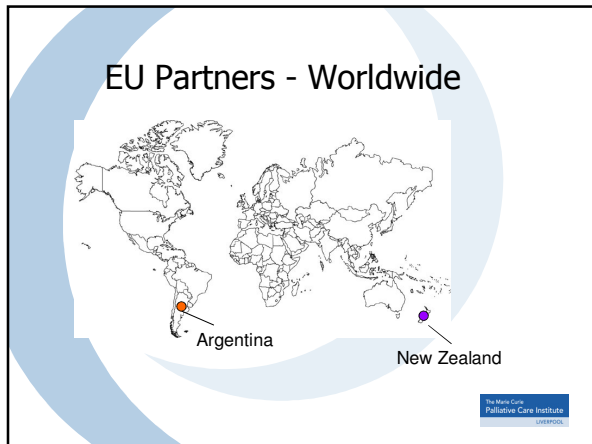 EU Partners - Worldwide
Argentina
New Zealand
The Marie Curie
Palliative Care Institute
LIVERPOOL